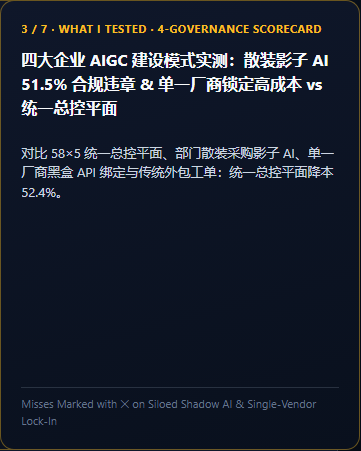 3 / 7 · WHAT I TESTED · 4-GOVERNANCE SCORECARD
四大企业 AIGC 建设模式实测：散装影子 AI
51.5% 合规违章 & 单一厂商锁定高成本 vs
统一总控平面
对比 58×5 统一总控平面、部门散装采购影子 AI、单一
厂商黑盒 API 绑定与传统外包工单：统一总控平面降本
52.4%。
Misses Marked with ✕ on Siloed Shadow AI & Single-Vendor
Lock-In